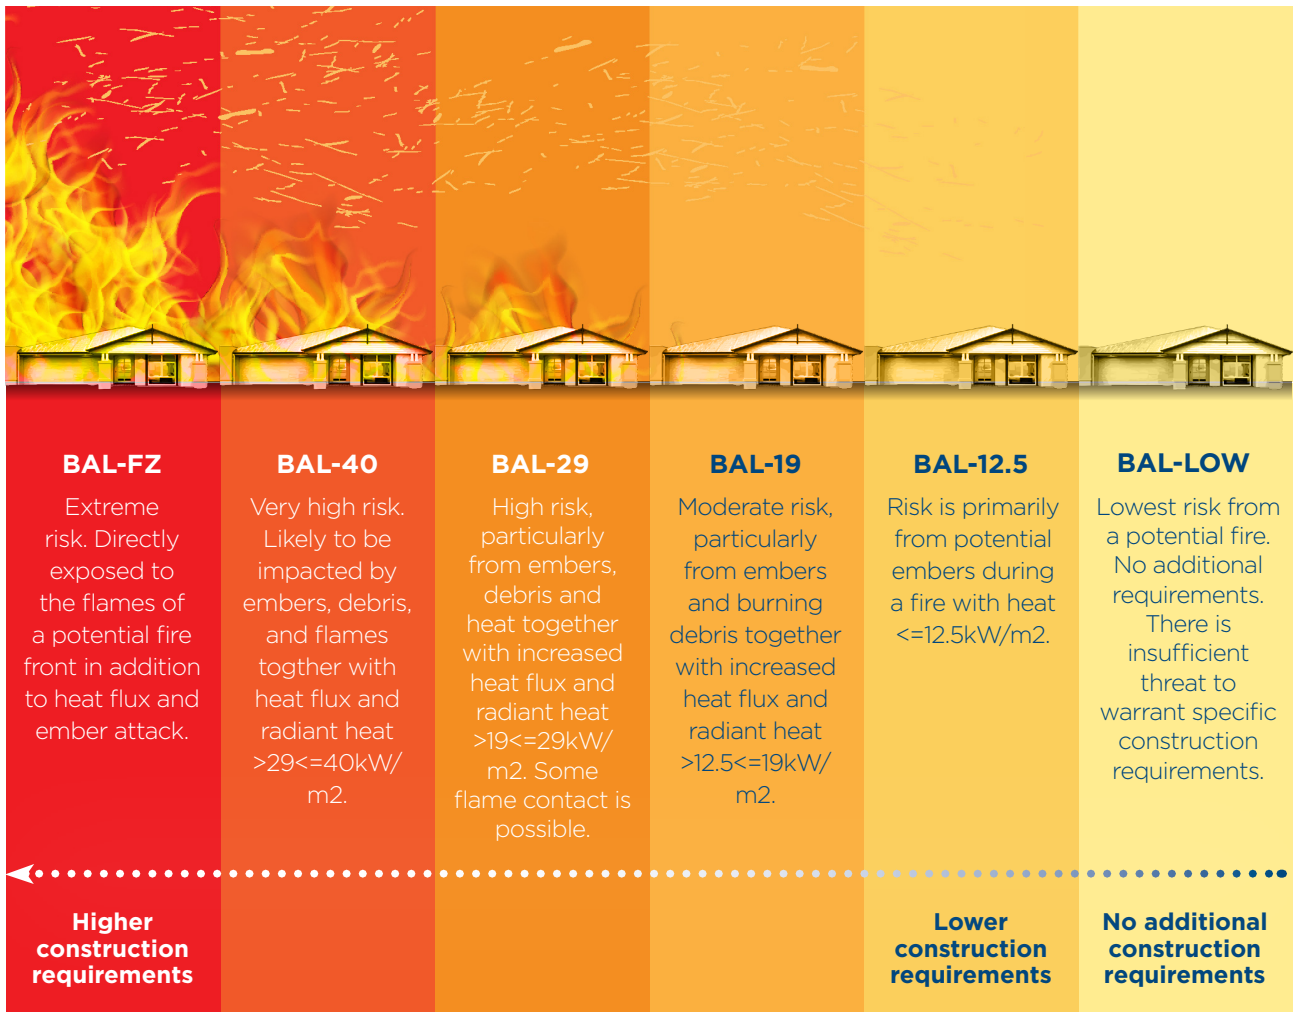 BAL-FZ
Extreme
risk. Directly
exposed to
the flames of
a potential fire
front in addition
to heat flux and
ember attack.
BAL-40
Very high risk.
Likely to be
impacted by
embers, debris,
and flames
togther with
heat flux and
radiant heat
>29<=40kW/
m2.
BAL-29
High risk,
particularly
from embers,
debris and
heat together
with increased
heat flux and
radiant heat
>19<=29kW/
m2. Some
flame contact is
possible.
BAL-19
Moderate risk,
particularly
from embers
and burning
debris together
with increased
heat flux and
radiant heat
>12.5<=19kW/
m2.
BAL-12.5
Risk is primarily
from potential
embers during
a fire with heat
<=12.5kW/m2.
BAL-LOW
Lowest risk from
a potential fire.
No additional
requirements.
There is
insufficient
threat to
warrant specific
construction
requirements.
Higher
construction
requirements
Lower
construction
requirements
No additional
construction
requirements